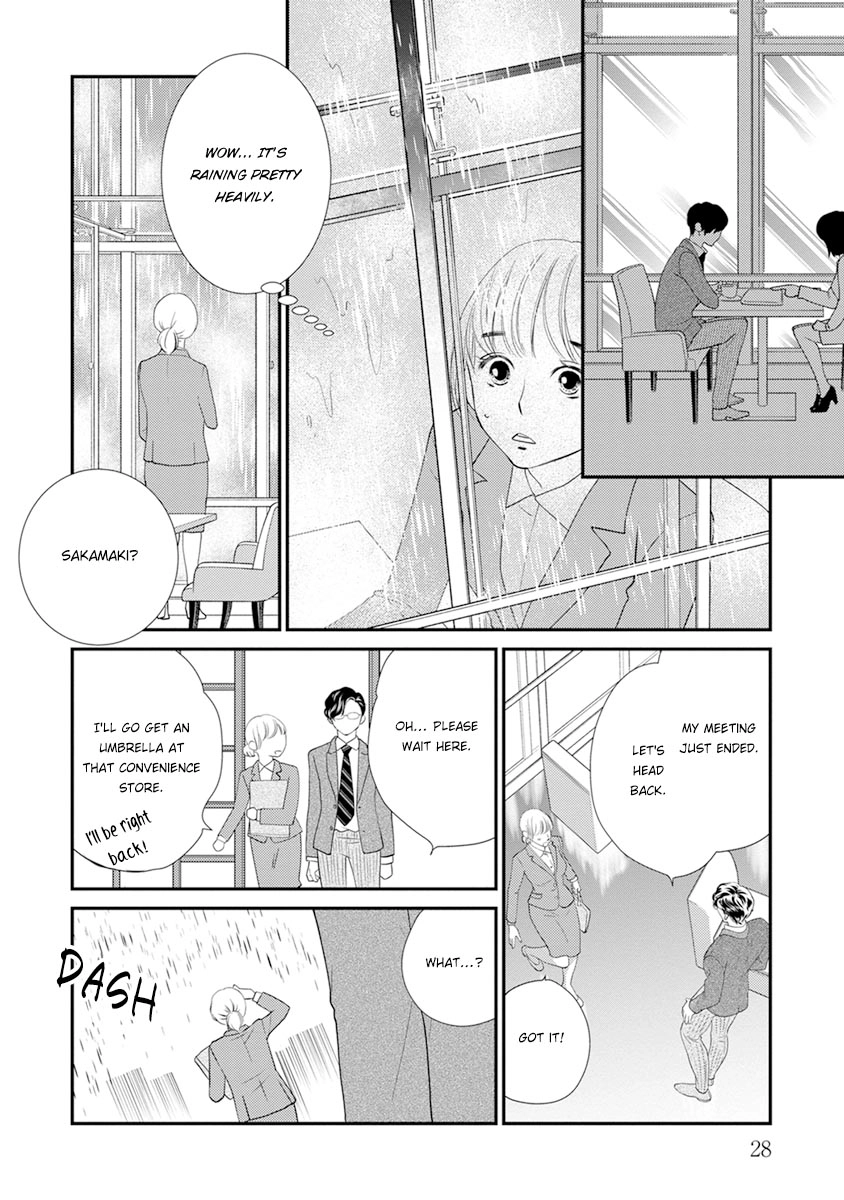 WOW... IT'S
RAINING PRETTY
HEAVILY.
SAKAMAKI?
MY MEETING
JUST ENDED.
LET'S
HEAD
BACK.
GOT IT!
OH... PLEASE
WAIT HERE.
I'LL GO GET AN
UMBRELLA AT
THAT CONVENIENCE
STORE.
I'll be right
back!
WHAT...?
DASH
28